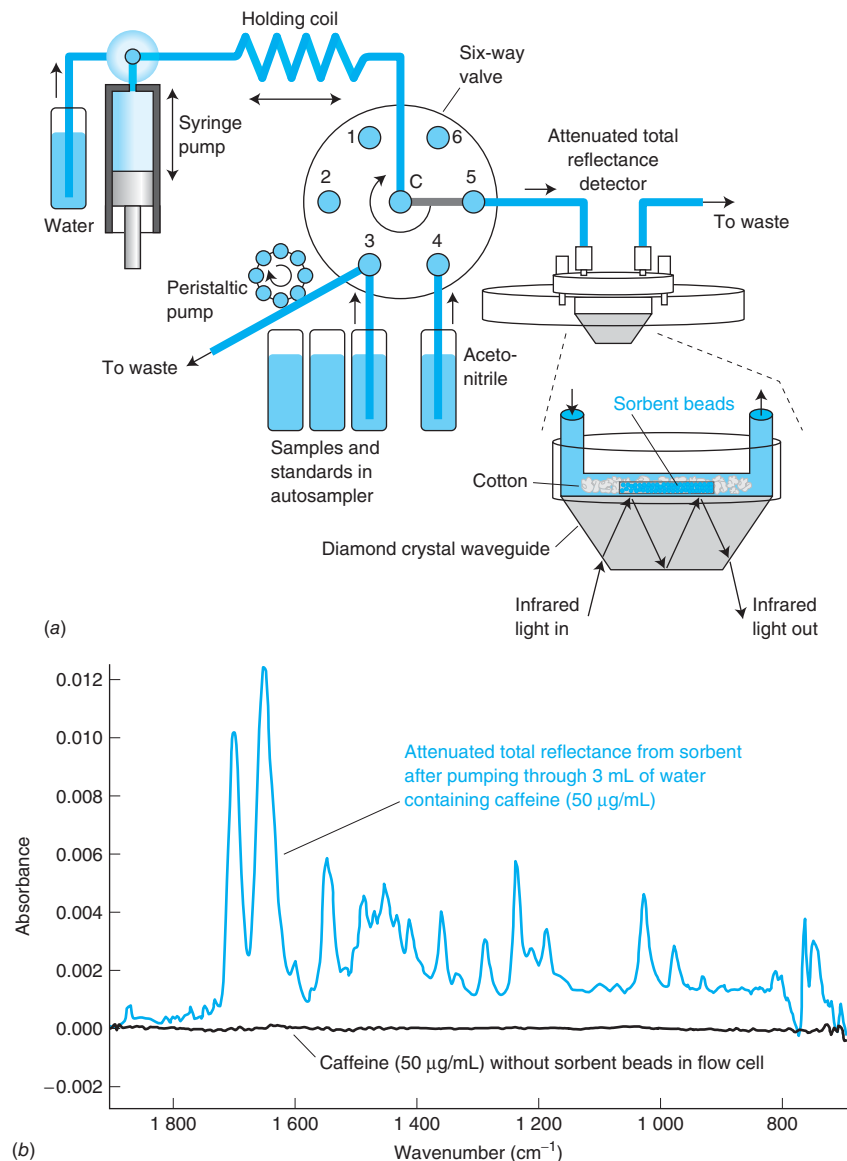 Holding coil
Six-way
valve
Syringe
pump
Water
1
6
2
C
5
3
4
Attenuated total
reflectance
detector
To waste
Peristaltic
pump
To waste
Aceto-
nitrile
Samples and
standards in
autosampler
Sorbent beads
Cotton
Diamond crystal waveguide
Infrared
light in
Infrared
light out
(a)
0.012
0.010
0.008
0.006
0.004
0.002
0.000
−0.002
Absorbance
Attenuated total reflectance from sorbent
after pumping through 3 mL of water
containing caffeine (50 μg/mL)
Caffeine (50 μg/mL) without sorbent beads in flow cell
1 800
1 600
1 400
1 200
1 000
800
Wavenumber (cm⁻¹)
(b)